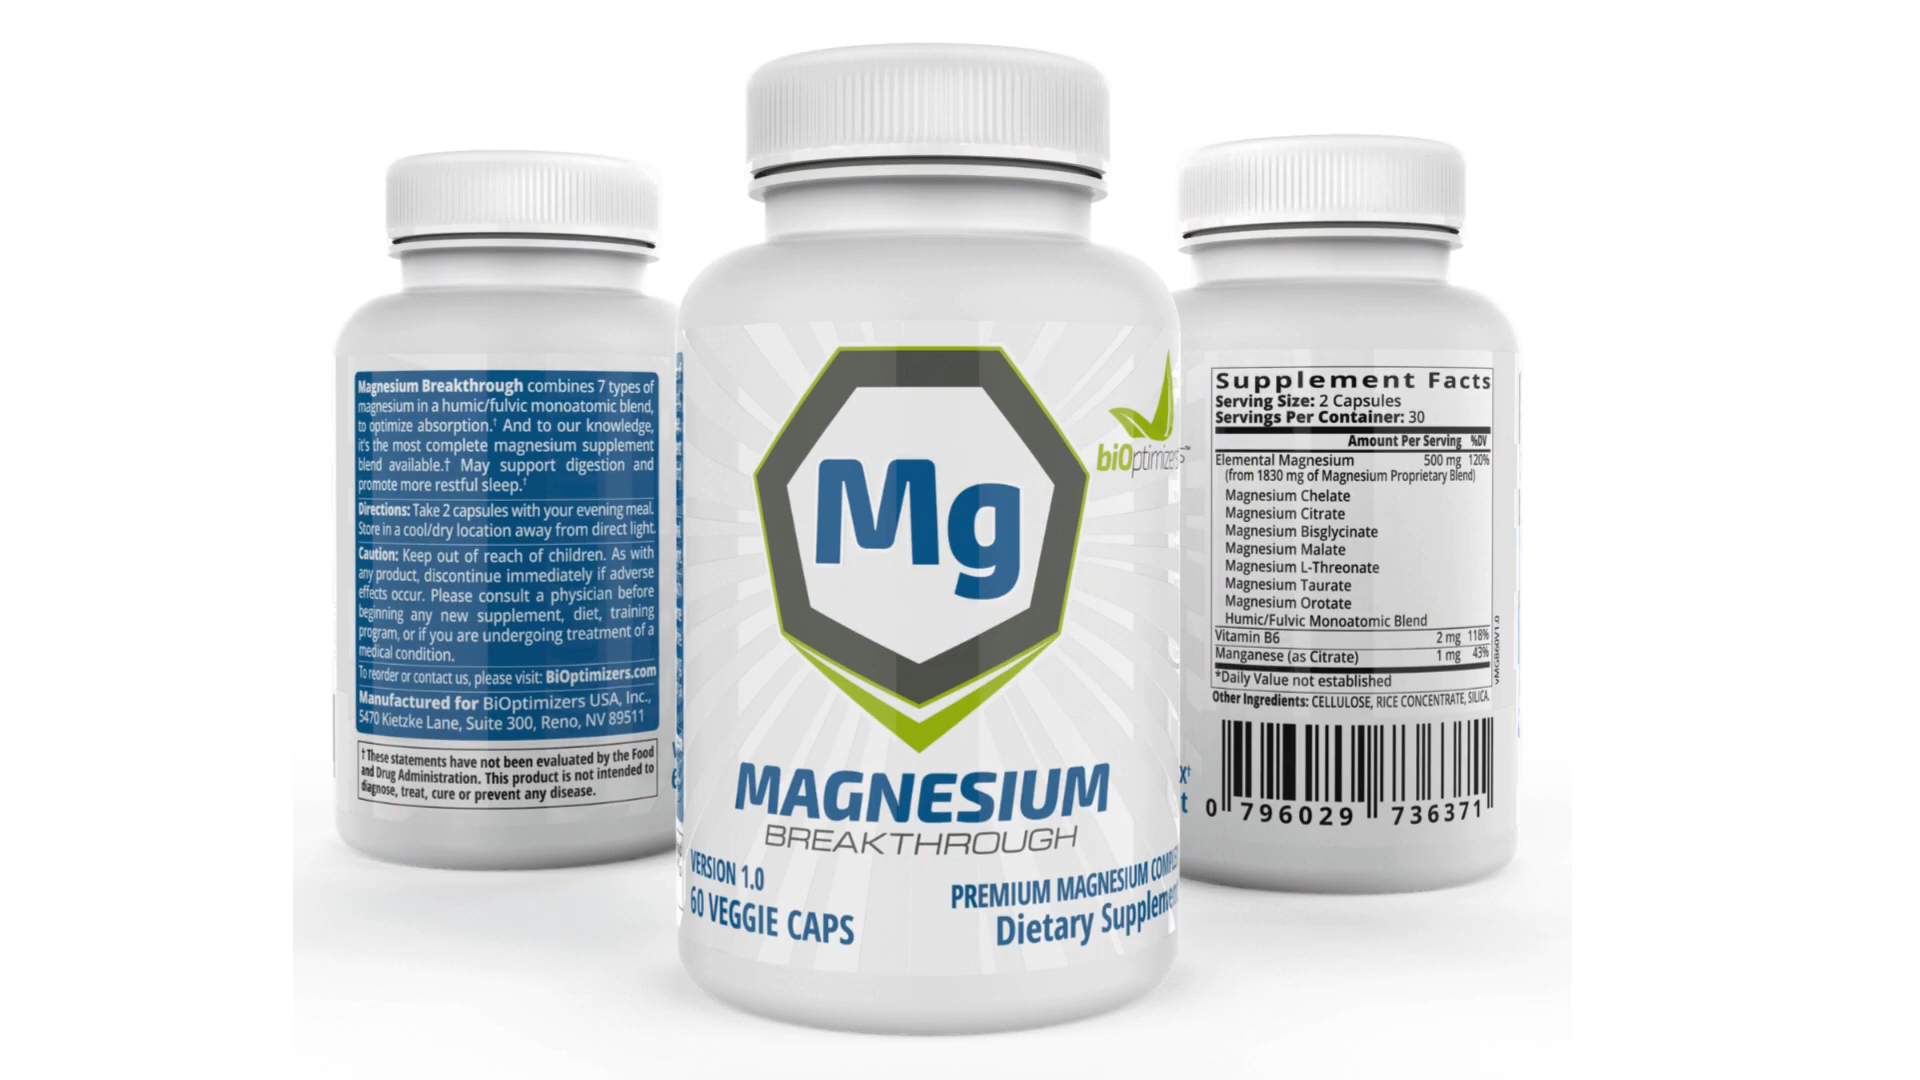 Magnesium Breakthrough combines 7 types of
magnesium in a humic/fulvic monoatomic blend,
to optimize absorption.† And to our knowledge,
it's the most complete magnesium supplement
blend available.† May support digestion and
promote more restful sleep.†
Directions: Take 2 capsules with your evening meal.
Store in a cool/dry location away from direct light.
Caution: Keep out of reach of children. As with
any product, discontinue immediately if adverse
effects occur. Please consult a physician before
beginning any new supplement, diet, training
program, or if you are undergoing treatment of a
medical condition.
To reorder or contact us, please visit: BiOptimizers.com
Manufactured for BiOptimizers USA, Inc.,
5470 Kietzke Lane, Suite 300, Reno, NV 89511
† These statements have not been evaluated by the Food
and Drug Administration. This product is not intended to
diagnose, treat, cure or prevent any disease.
Mg
biOptimizers™
MAGNESIUM
BREAKTHROUGH
VERSION 1.0
60 VEGGIE CAPS
PREMIUM MAGNESIUM COMPLE
Dietary Suppleme
Supplement Facts
Serving Size: 2 Capsules
Servings Per Container: 30
Amount Per Serving %DV
Elemental Magnesium 500 mg 120%
(from 1830 mg of Magnesium Proprietary Blend)
Magnesium Chelate
Magnesium Citrate
Magnesium Bisglycinate
Magnesium Malate
Magnesium L-Threonate
Magnesium Taurate
Magnesium Orotate
Humic/Fulvic Monoatomic Blend
Vitamin B6 2 mg 118%
Manganese (as Citrate) 1 mg 43%
*Daily Value not established
Other Ingredients: CELLULOSE, RICE CONCENTRATE, SILICA.
vMGB60V1.0
X†
t
0 796029 736371